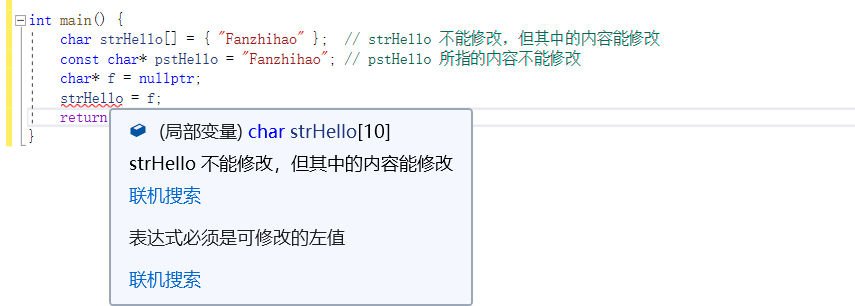 int main() {
char strHello[] = { "Fanzhihao" };  // strHello 不能修改，但其中的内容能修改
const char* pstHello = "Fanzhihao"; // pstHello 所指的内容不能修改
char* f = nullptr;
strHello = f;
return
(局部变量) char strHello[10]
strHello 不能修改，但其中的内容能修改
联机搜索
表达式必须是可修改的左值
联机搜索
}